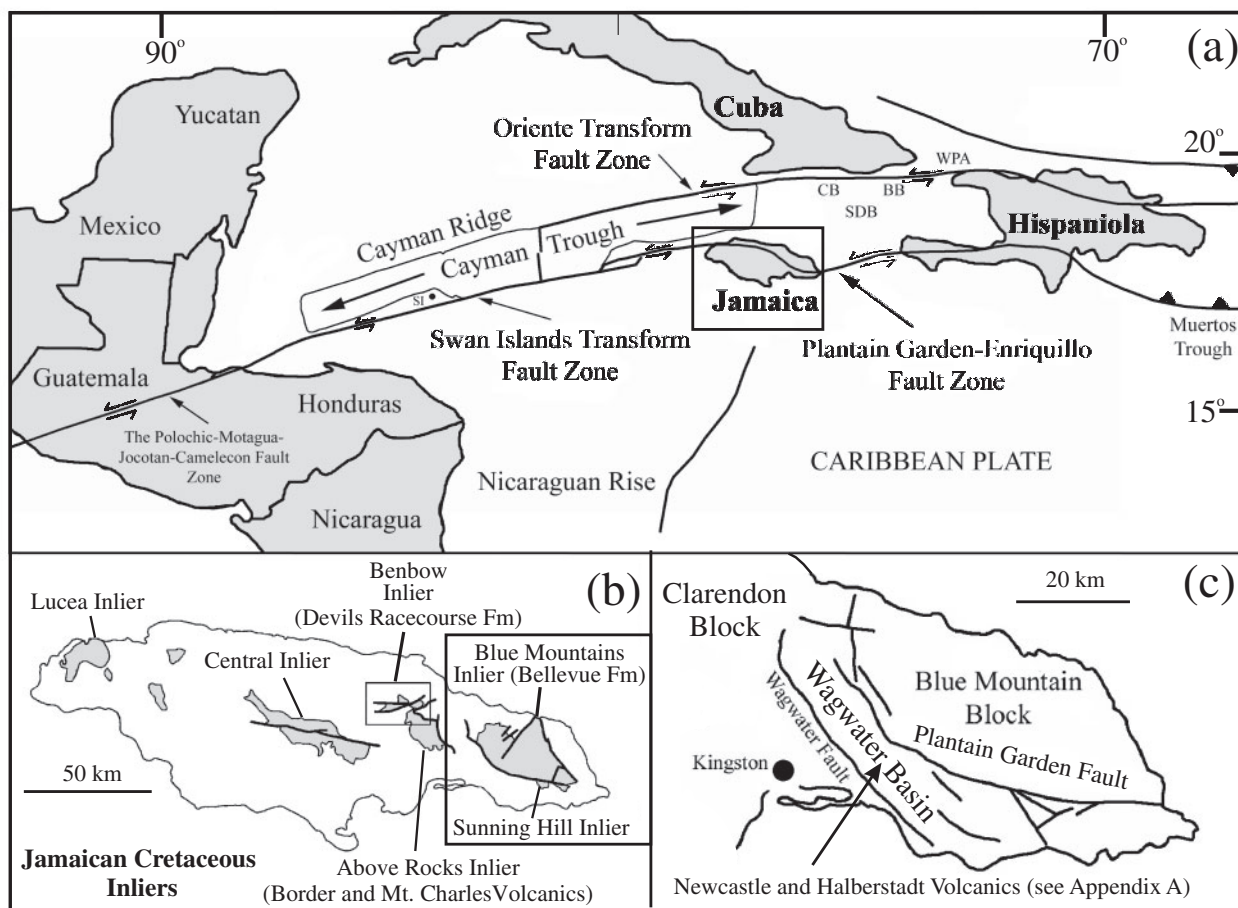 90°
70°
(a)
Yucatan
Cuba
Oriente Transform
Fault Zone
20°
WPA
CB
BB
SDB
Mexico
Cayman Ridge
Cayman Trough
Hispaniola
SI
Jamaica
Swan Islands Transform
Fault Zone
Plantain Garden-Enriquillo
Fault Zone
Muertos
Trough
Guatemala
Honduras
15°
The Polochic-Motagua-
Jocotan-Camelecon Fault
Zone
Nicaraguan Rise
CARIBBEAN PLATE
Nicaragua
(b)
Benbow
Inlier
(Devils Racecourse Fm)
Lucea Inlier
Central Inlier
Blue Mountains
Inlier (Bellevue Fm)
50 km
Sunning Hill Inlier
Jamaican Cretaceous
Inliers
Above Rocks Inlier
(Border and Mt. CharlesVolcanics)
(c)
20 km
Clarendon
Block
Wagwater Basin
Wagwater Fault
Blue Mountain
Block
Plantain Garden Fault
Kingston
Newcastle and Halberstadt Volcanics (see Appendix A)